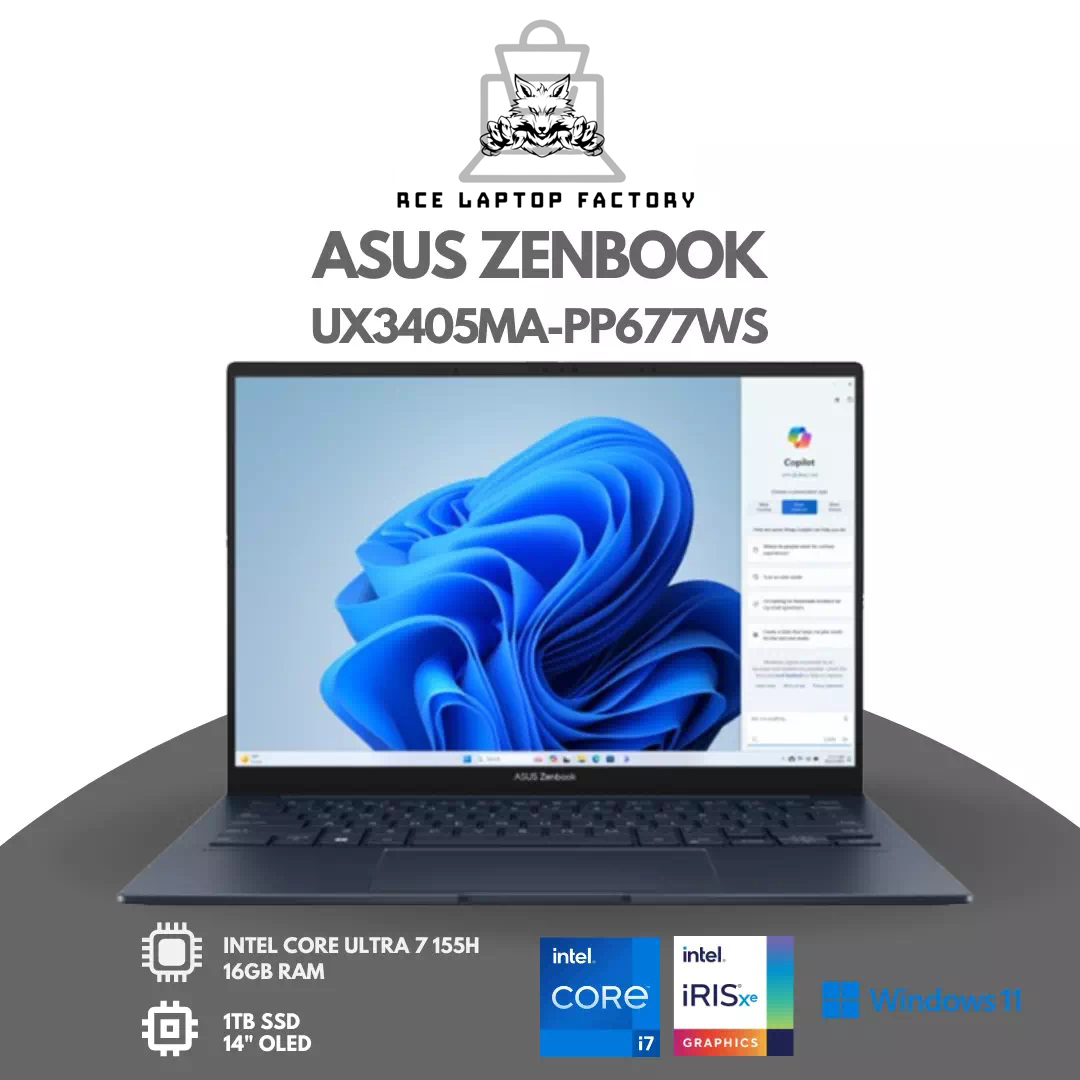 RCE LAPTOP FACTORY
ASUS ZENBOOK
UX3405MA-PP677WS
Copilot
ASUS Zenbook
INTEL CORE ULTRA 7 155H
16GB RAM
1TB SSD
14" OLED
intel.
CORE
i7
intel.
iRISxe
GRAPHICS
Windows 11